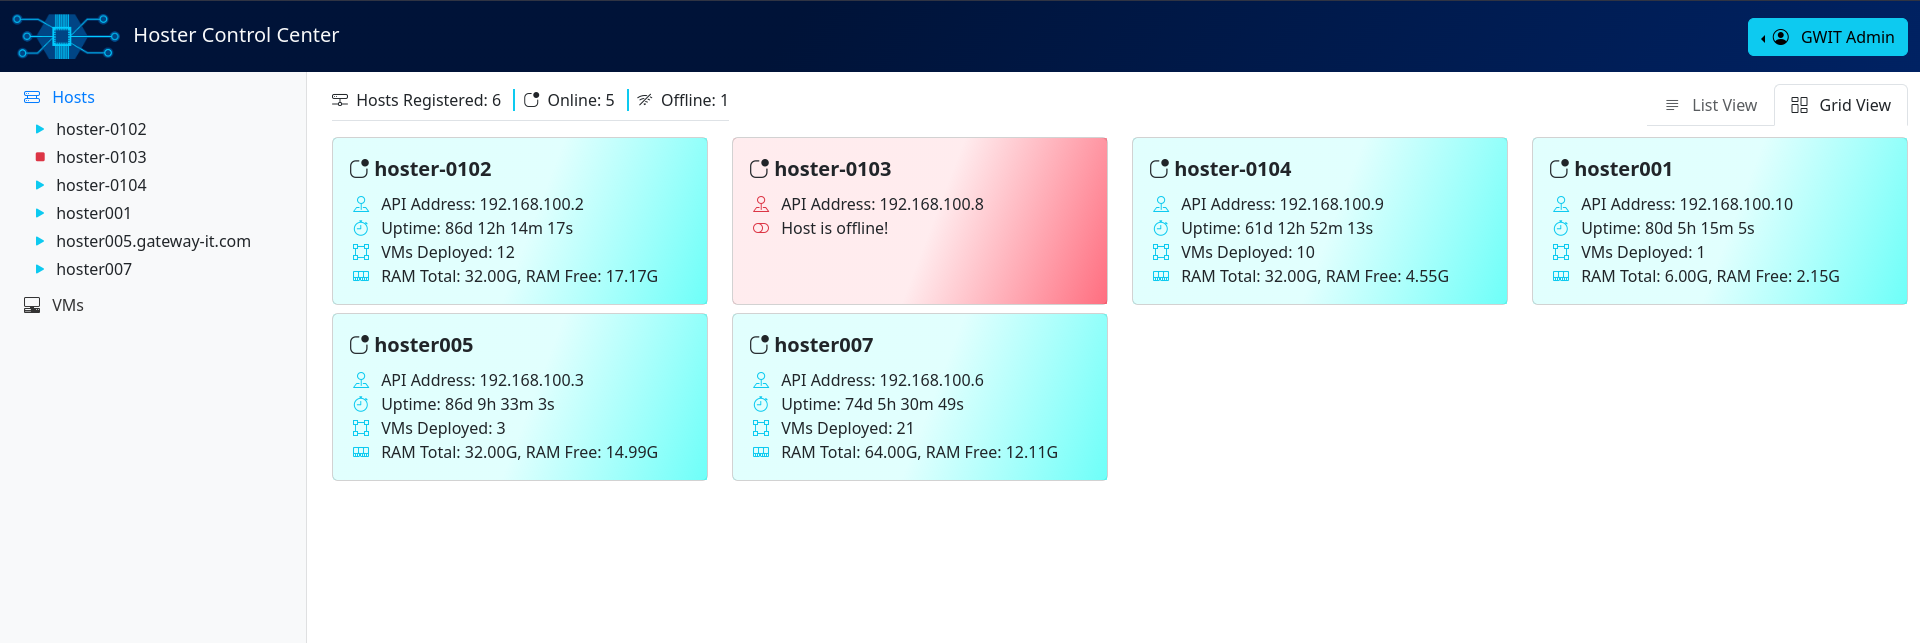 Hoster Control Center
GWIT Admin
Hosts
hoster-0102
hoster-0103
hoster-0104
hoster001
hoster005.gateway-it.com
hoster007
VMs
Hosts Registered: 6
Online: 5
Offline: 1
List View
Grid View
hoster-0102
API Address: 192.168.100.2
Uptime: 86d 12h 14m 17s
VMs Deployed: 12
RAM Total: 32.00G, RAM Free: 17.17G
hoster-0103
API Address: 192.168.100.8
Host is offline!
hoster-0104
API Address: 192.168.100.9
Uptime: 61d 12h 52m 13s
VMs Deployed: 10
RAM Total: 32.00G, RAM Free: 4.55G
hoster001
API Address: 192.168.100.10
Uptime: 80d 5h 15m 5s
VMs Deployed: 1
RAM Total: 6.00G, RAM Free: 2.15G
hoster005
API Address: 192.168.100.3
Uptime: 86d 9h 33m 3s
VMs Deployed: 3
RAM Total: 32.00G, RAM Free: 14.99G
hoster007
API Address: 192.168.100.6
Uptime: 74d 5h 30m 49s
VMs Deployed: 21
RAM Total: 64.00G, RAM Free: 12.11G